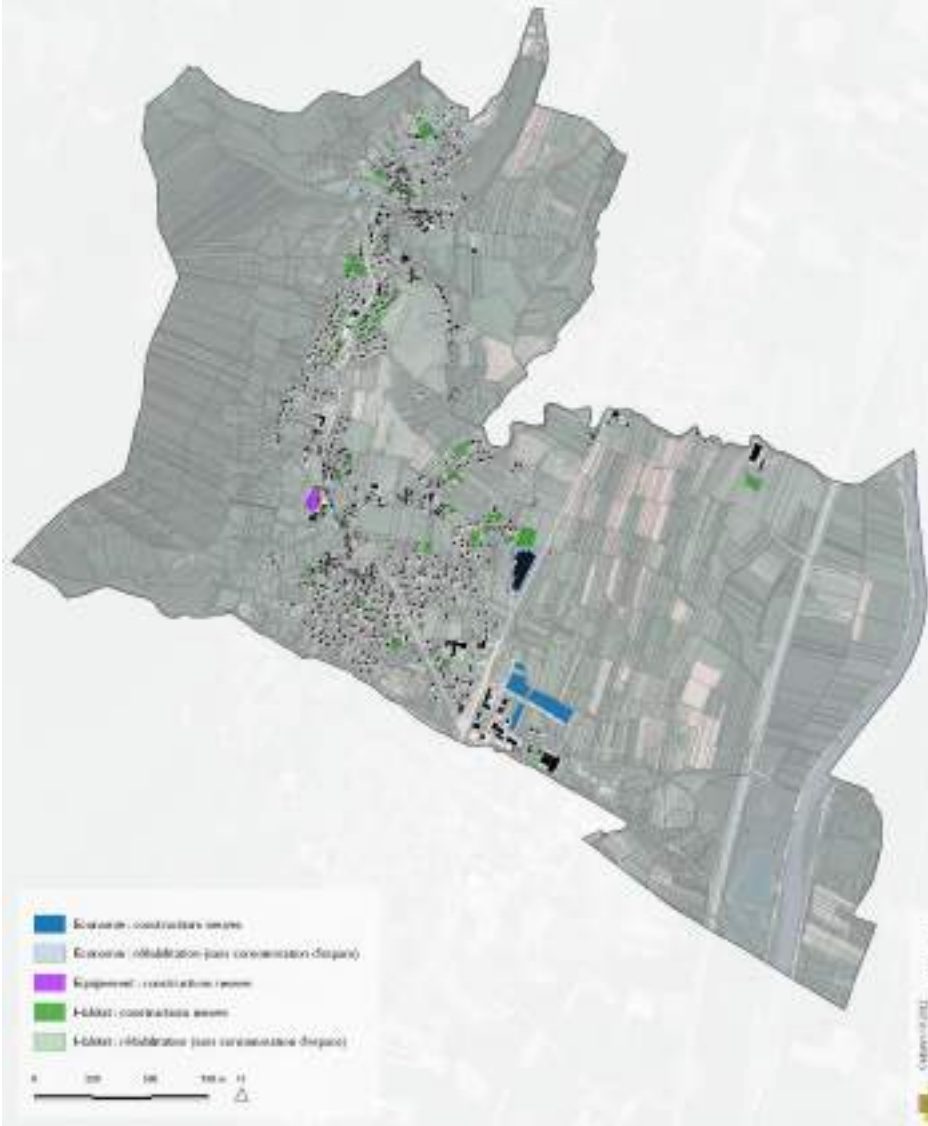 Economie : constructions neuves
Economie : réhabilitation (sans consommation d'espace)
Equipement : constructions neuves
Habitat : constructions neuves
Habitat : réhabilitation (sans consommation d'espace)
0